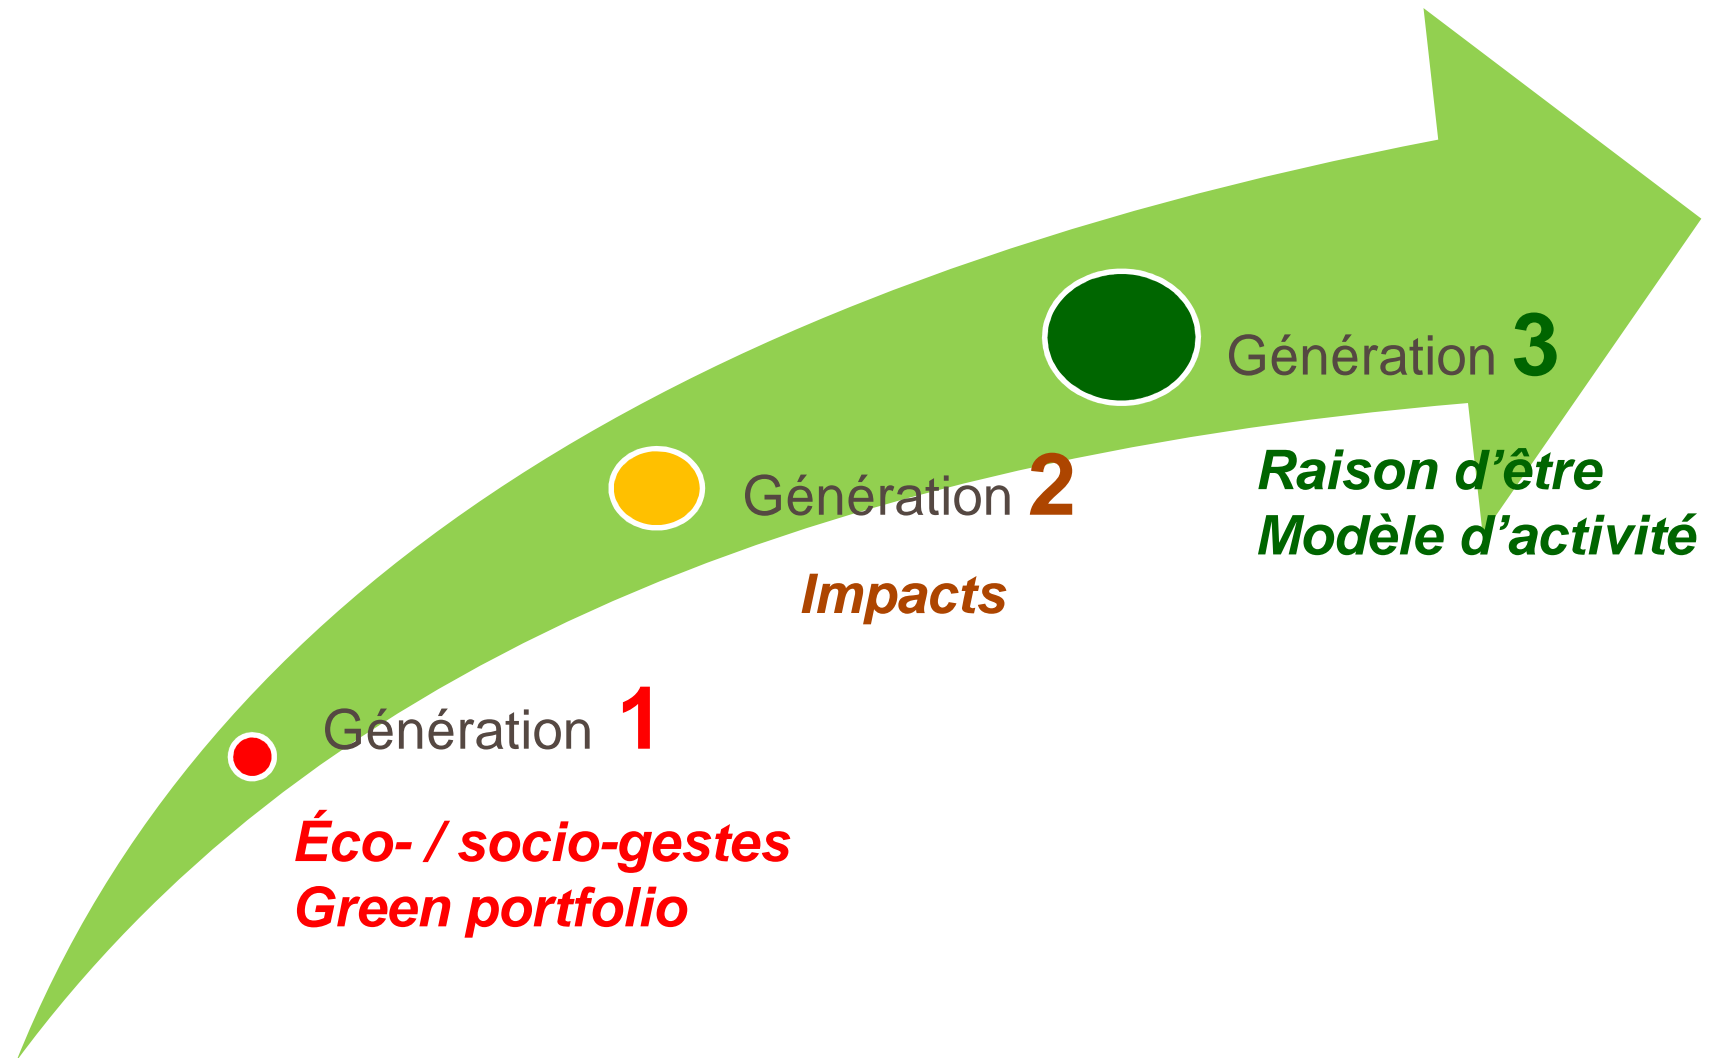 Génération 3
Raison d’être
Modèle d’activité
Génération 2
Impacts
Génération 1
Éco- / socio-gestes
Green portfolio